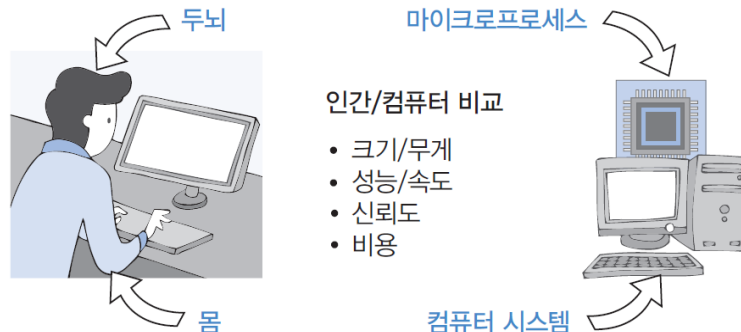 두뇌
마이크로프로세스
인간/컴퓨터 비교
• 크기/무게
• 성능/속도
• 신뢰도
• 비용
몸
컴퓨터 시스템